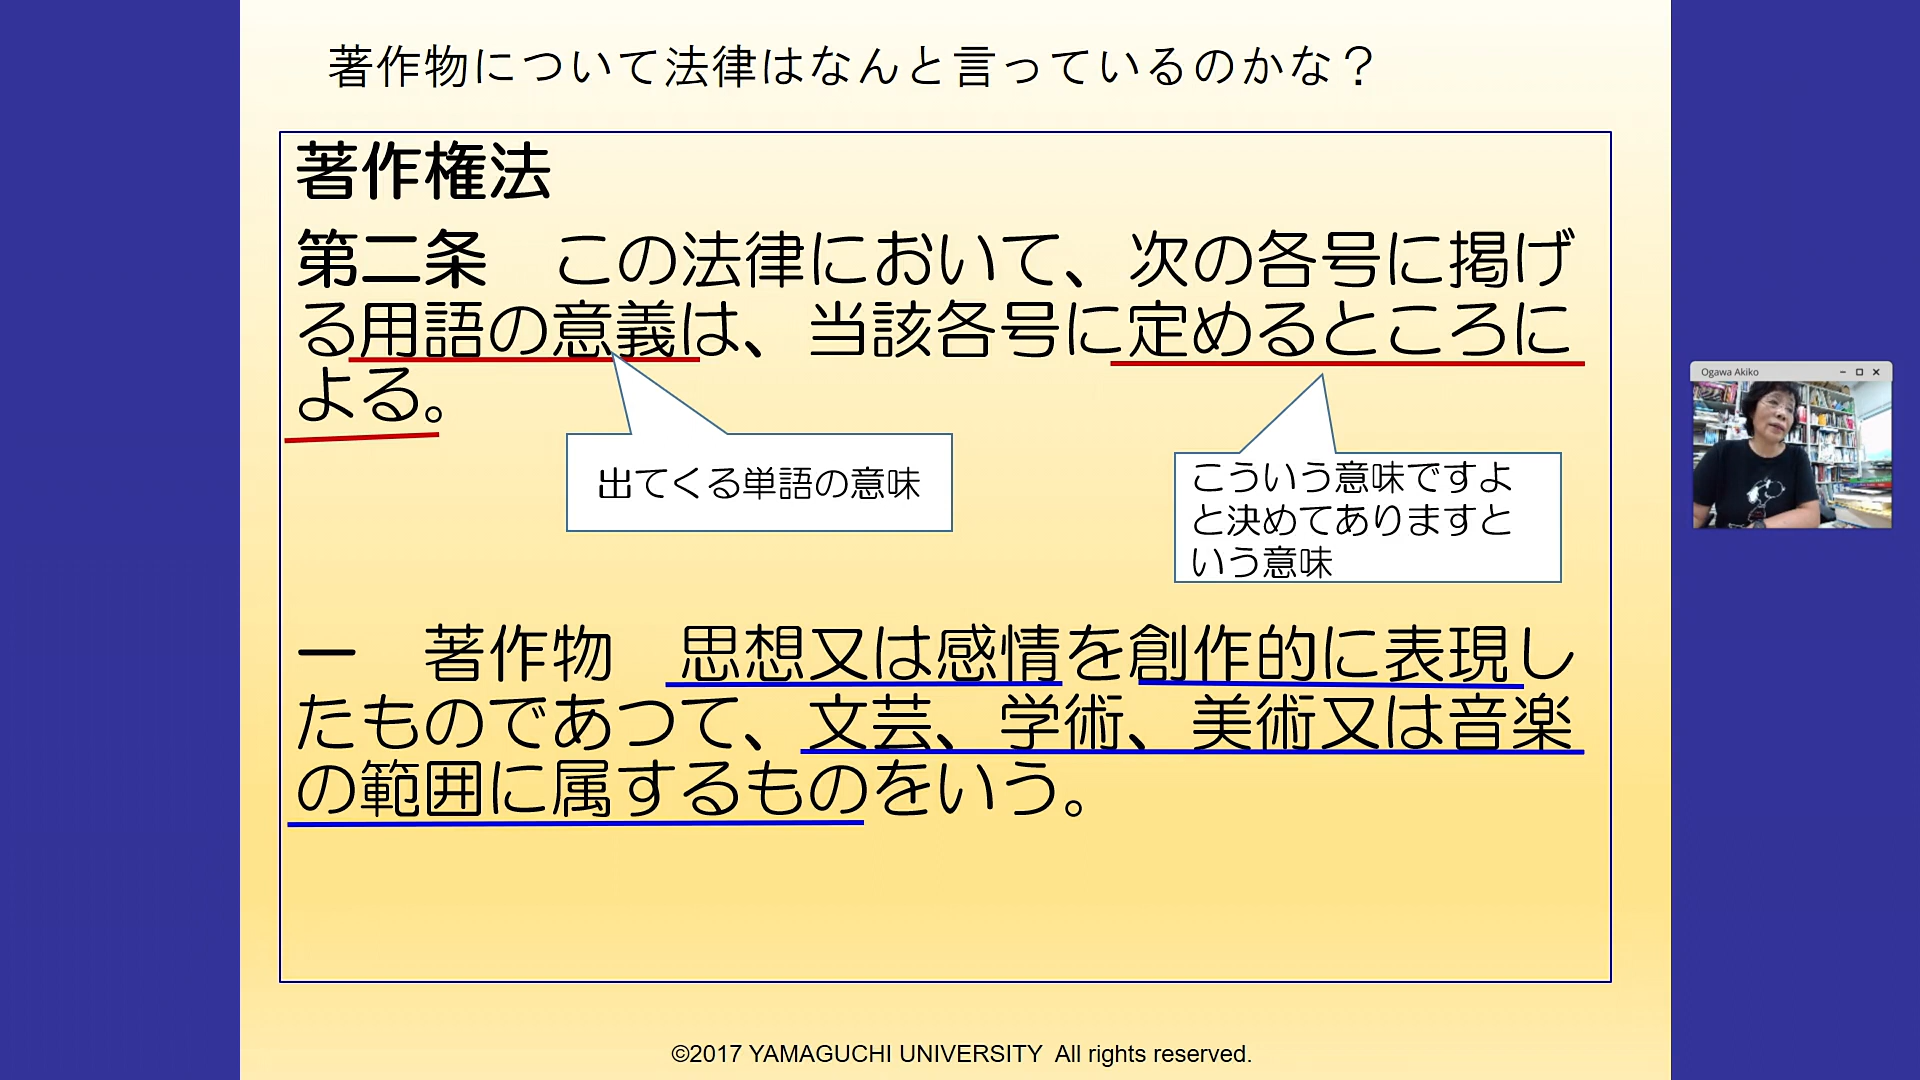 著作物について法律はなんと言っているのかな？
著作権法
第二条　この法律において、次の各号に掲げ
る用語の意義は、当該各号に定めるところに
よる。
出てくる単語の意味
こういう意味ですよ
と決めてありますと
いう意味
一　著作物　思想又は感情を創作的に表現し
たものであつて、文芸、学術、美術又は音楽
の範囲に属するものをいう。
Ogawa Akiko
©2017 YAMAGUCHI UNIVERSITY All rights reserved.